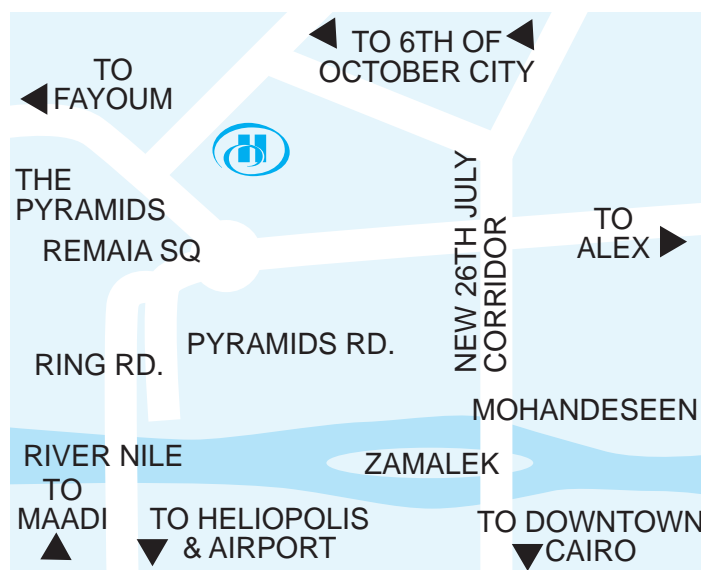 TO 6TH OF
OCTOBER CITY
TO
FAYOUM
H
THE
PYRAMIDS
REMAIA SQ
NEW 26TH JULY
CORRIDOR
TO
ALEX
PYRAMIDS RD.
RING RD.
MOHANDESEEN
RIVER NILE
ZAMALEK
TO
MAADI
TO HELIOPOLIS
& AIRPORT
TO DOWNTOWN
CAIRO